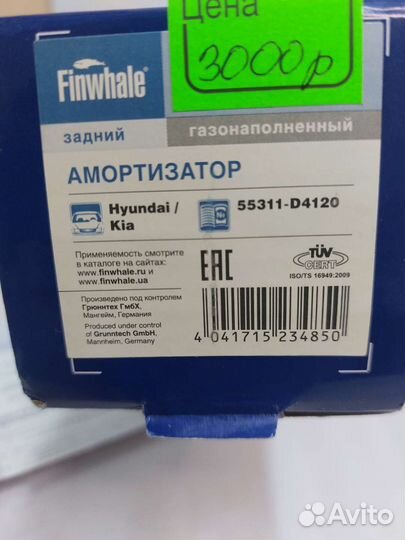 Цена
3000р
Finwhale®
задний
газонаполненный
АМОРТИЗАТОР
Hyundai /
Kia
№
55311-D4120
Применяемость смотрите
в каталоге на сайтах:
www.finwhale.ru и
www.finwhale.ua
EAC
TÜV
CERT
ISO/TS 16949:2009
Произведено под контролем
Грюннтех ГмбХ,
Мангейм, Германия
Produced under control
of Grunntech GmbH,
Mannheim, Germany
4 041715 234850
Avito